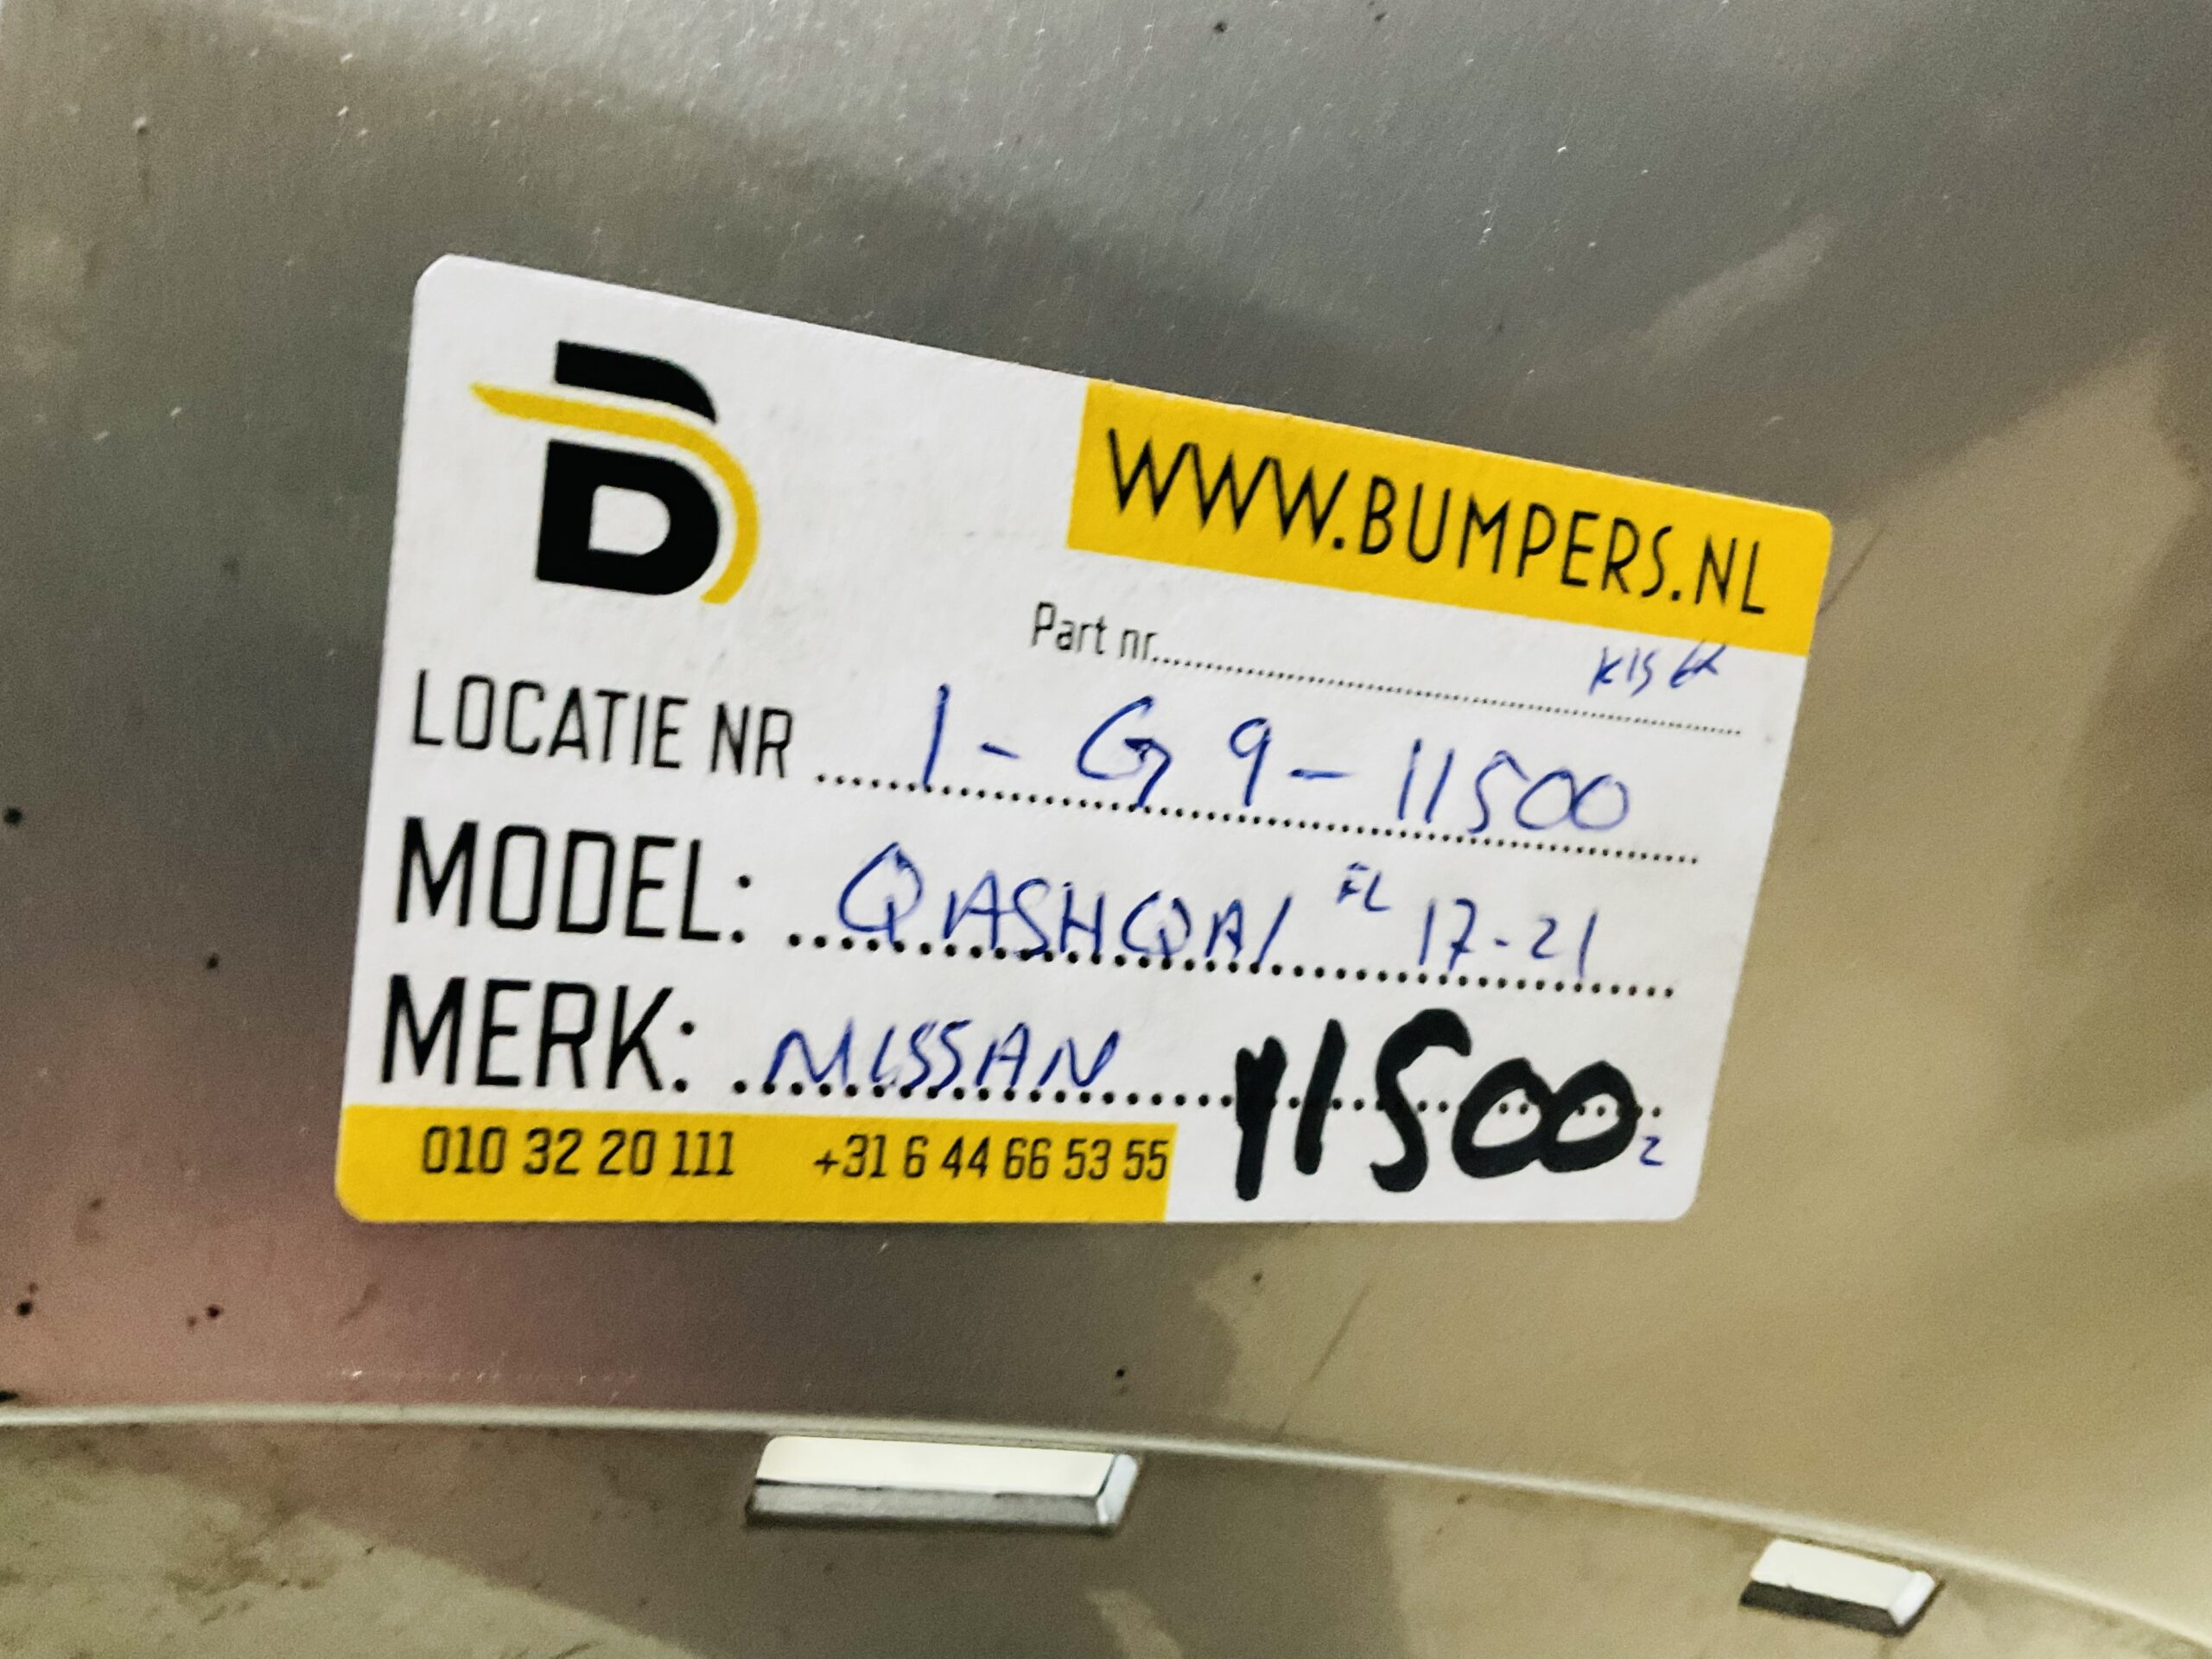 B
WWW.BUMPERS.NL
Part nr.
LOCATIE NR 1 - G9 - 11500
MODEL: QASHQAI FL 17-21
MERK: NISSAN 11500
010 32 20 111 +31 6 44 66 53 55 2